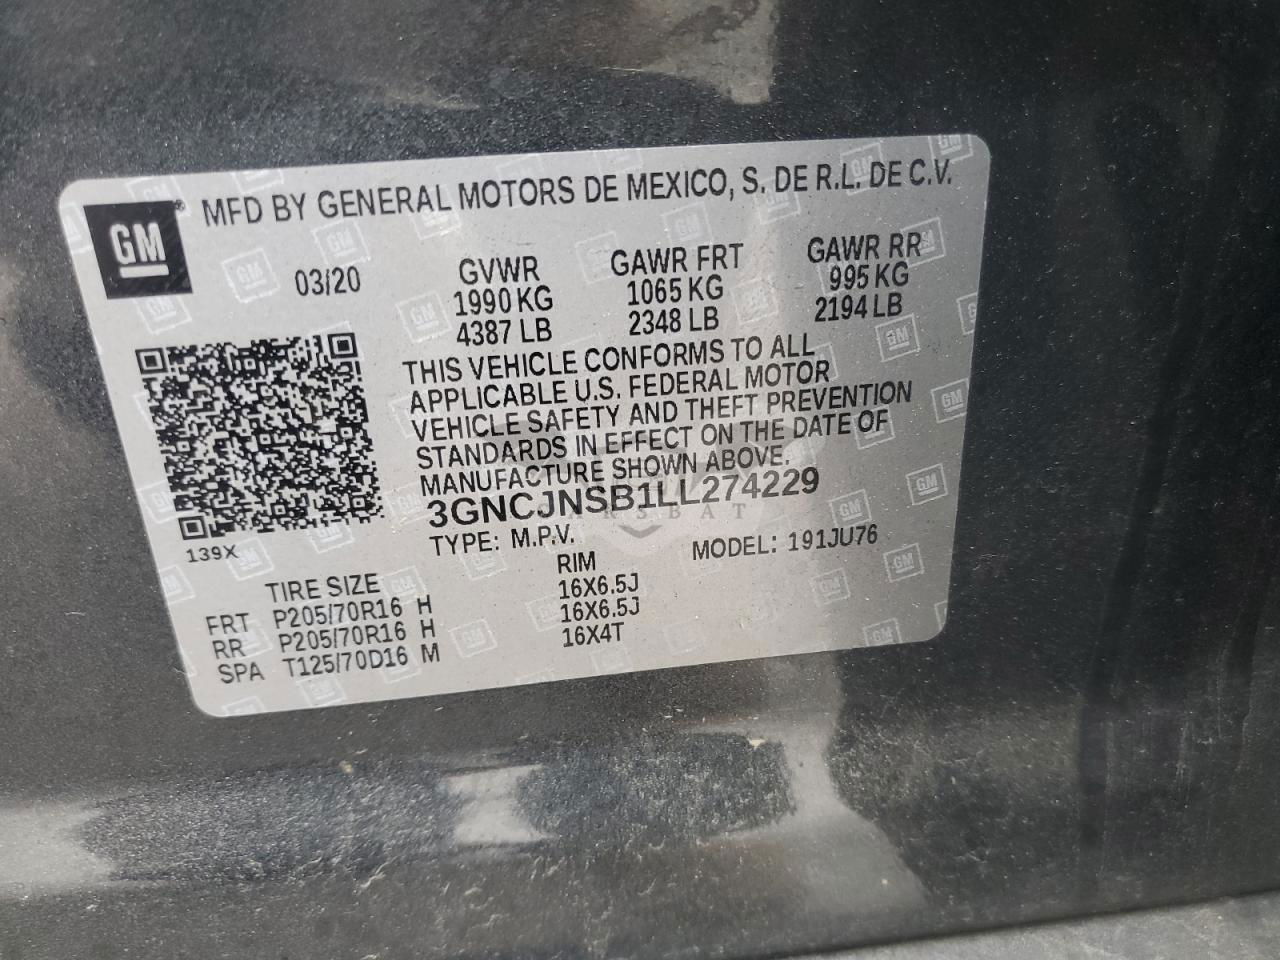 GM
MFD BY GENERAL MOTORS DE MEXICO, S. DE R.L. DE C.V.
03/20
GVWR GAWR FRT GAWR RR
1990 KG 1065 KG 995 KG
4387 LB 2348 LB 2194 LB
THIS VEHICLE CONFORMS TO ALL
APPLICABLE U.S. FEDERAL MOTOR
VEHICLE SAFETY AND THEFT PREVENTION
STANDARDS IN EFFECT ON THE DATE OF
MANUFACTURE SHOWN ABOVE.
3GNCJNSB1LL274229
139X
TYPE: M.P.V. MODEL: 191JU76
TIRE SIZE RIM
FRT P205/70R16 H 16X6.5J
RR P205/70R16 H 16X6.5J
SPA T125/70D16 M 16X4T